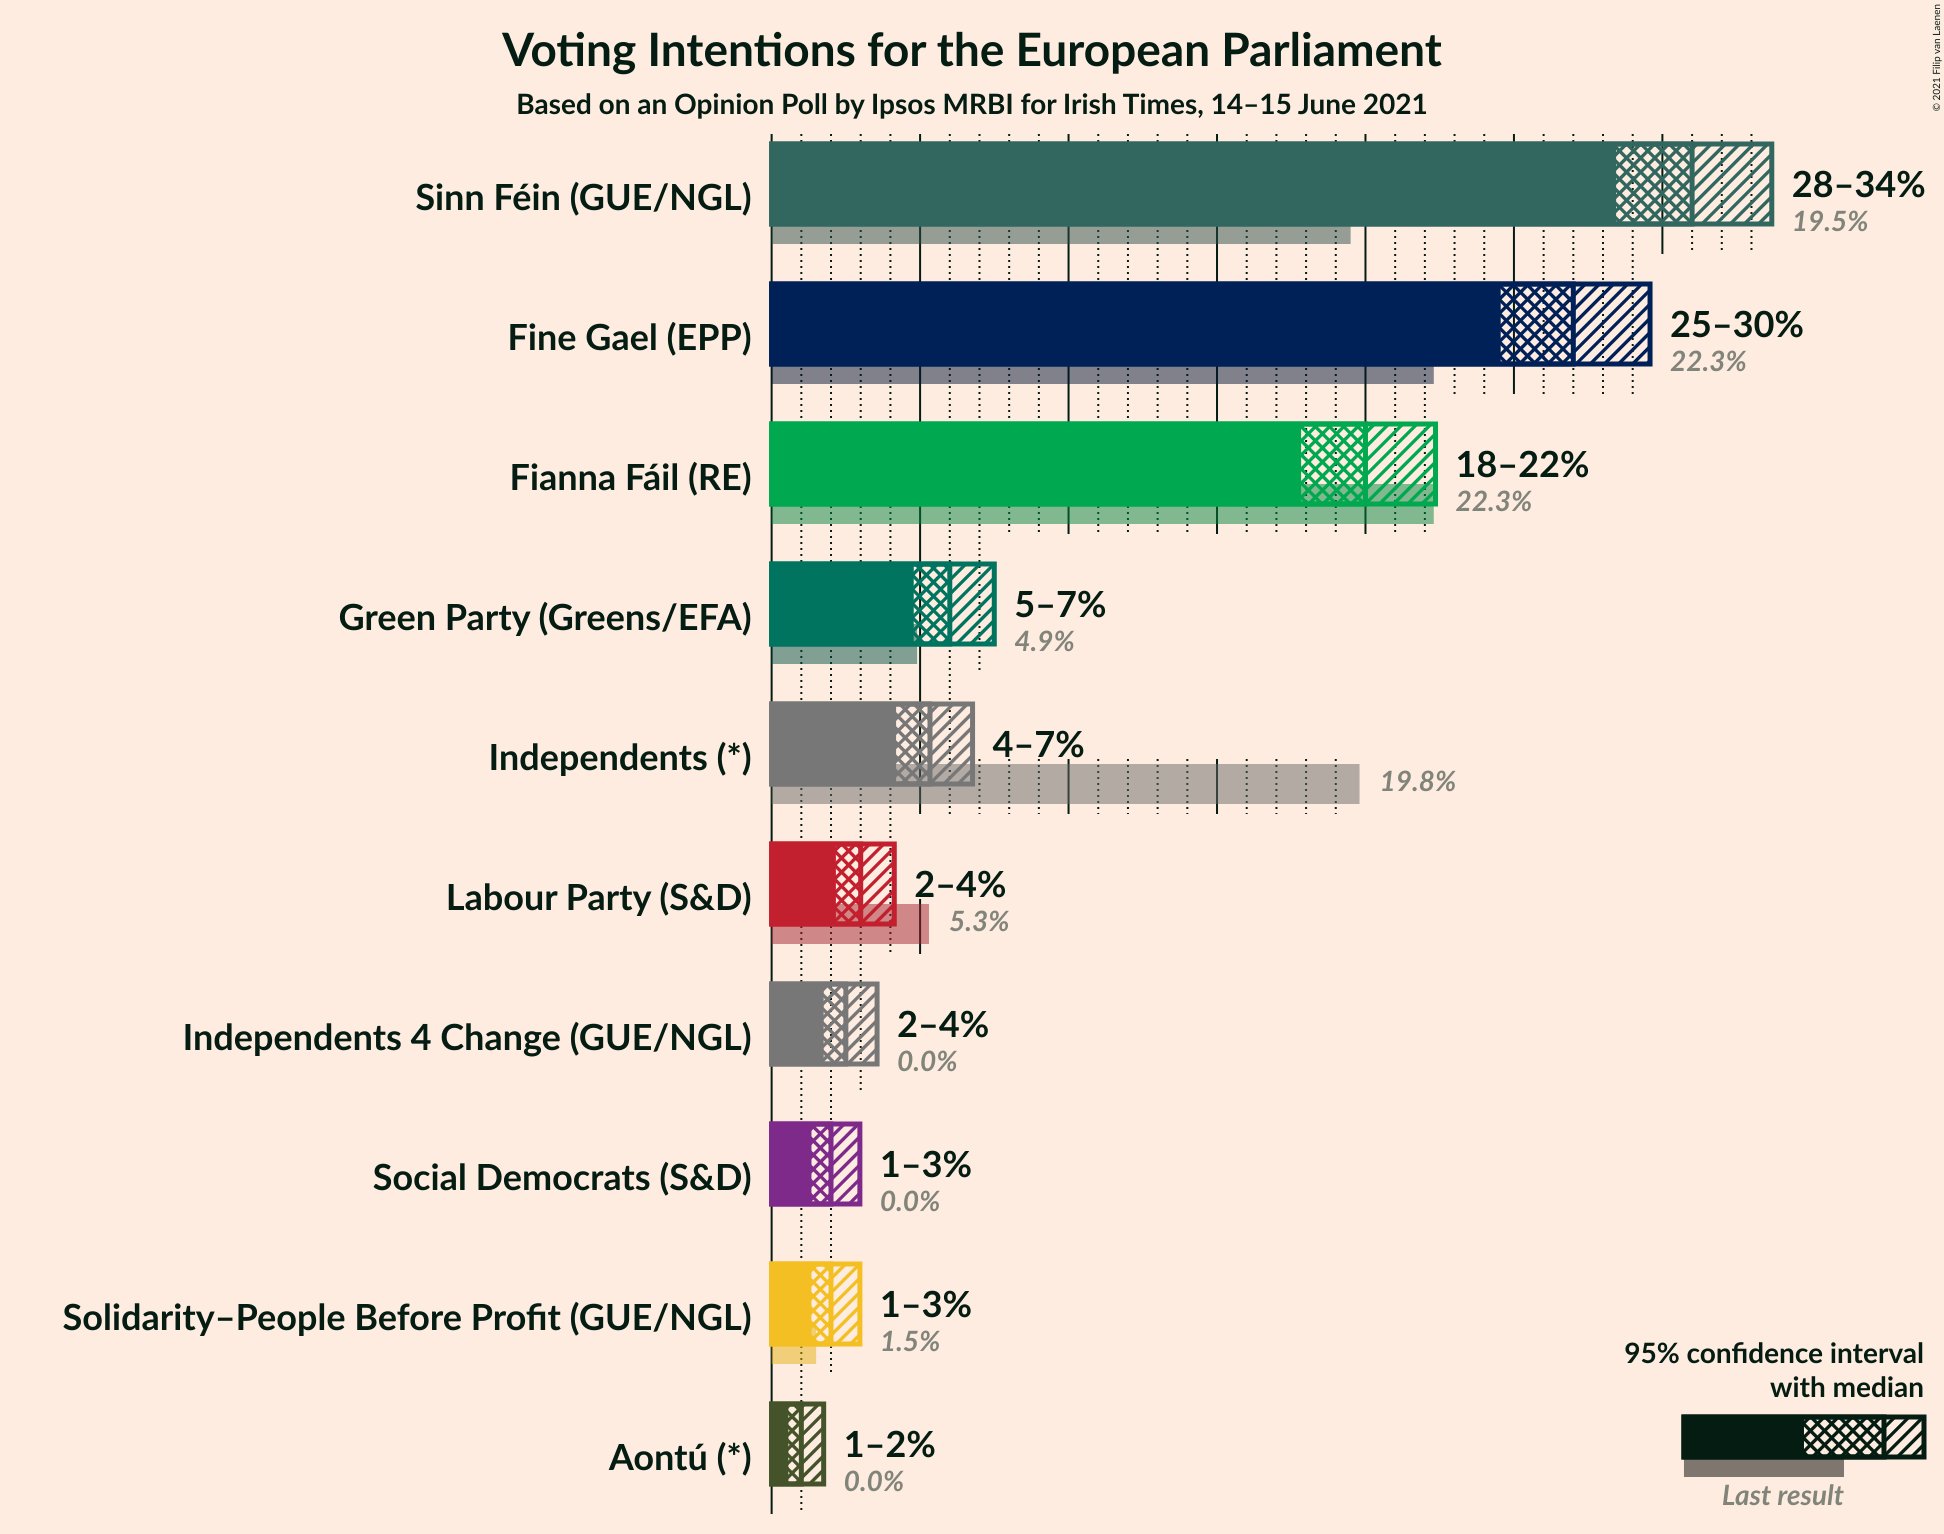 Voting Intentions for the European Parliament
Based on an Opinion Poll by Ipsos MRBI for Irish Times, 14–15 June 2021
© 2021 Filip van Laenen
Sinn Féin (GUE/NGL)
28–34%
19.5%
Fine Gael (EPP)
25–30%
22.3%
Fianna Fáil (RE)
18–22%
22.3%
Green Party (Greens/EFA)
5–7%
4.9%
Independents (*)
4–7%
19.8%
Labour Party (S&D)
2–4%
5.3%
Independents 4 Change (GUE/NGL)
2–4%
0.0%
Social Democrats (S&D)
1–3%
0.0%
Solidarity–People Before Profit (GUE/NGL)
1–3%
1.5%
Aontú (*)
1–2%
0.0%
95% confidence interval
with median
Last result